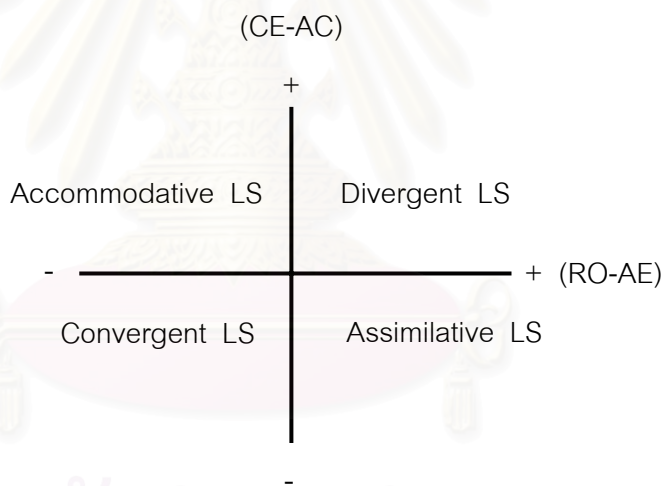 (CE-AC)
+
Accommodative LS Divergent LS
- + (RO-AE)
Convergent LS Assimilative LS
-